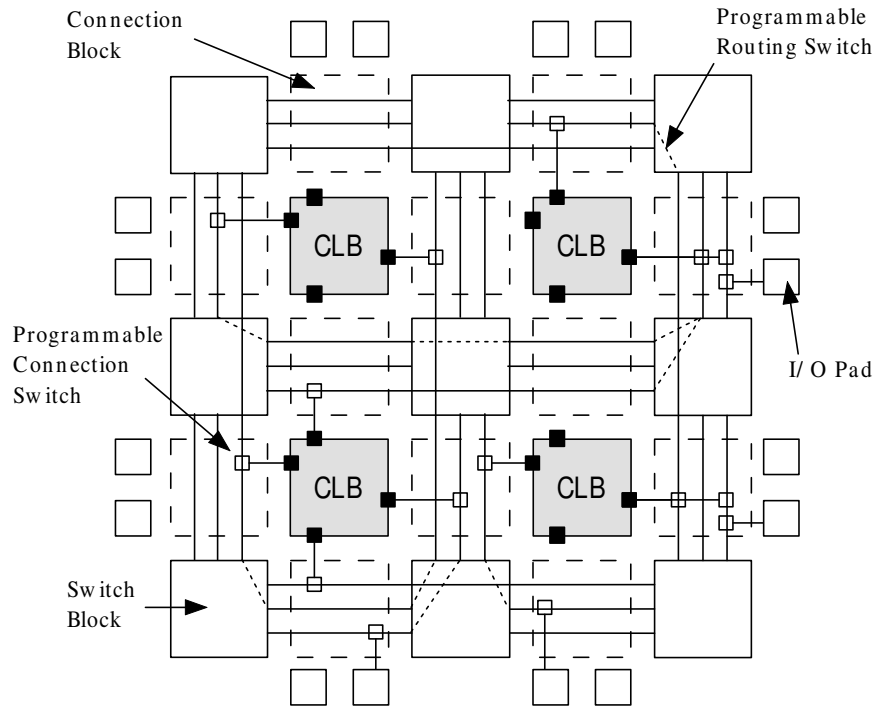 Connection
Block
Programmable
Routing Switch
CLB
CLB
Programmable
Connection
Switch
I/O Pad
CLB
CLB
Switch
Block